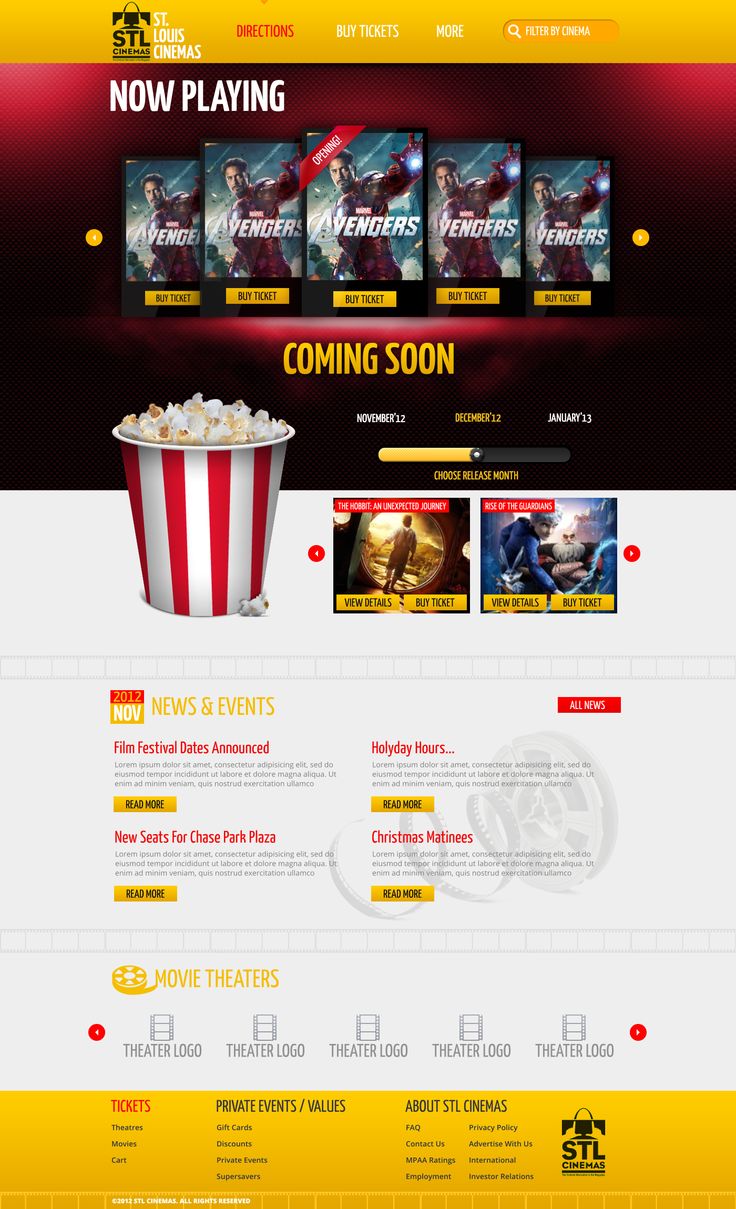 STL
CINEMAS
ST.
LOUIS
CINEMAS
DIRECTIONS
BUY TICKETS
MORE
FILTER BY CINEMA
NOW PLAYING
OPENING!
MARVEL
AVENGERS
MARVEL
AVENGERS
MARVEL
AVENGERS
MARVEL
AVENGERS
MARVEL
AVENGERS
BUY TICKET
BUY TICKET
BUY TICKET
BUY TICKET
BUY TICKET
COMING SOON
NOVEMBER'12
DECEMBER'12
JANUARY'13
CHOOSE RELEASE MONTH
THE HOBBIT: AN UNEXPECTED JOURNEY
RISE OF THE GUARDIANS
VIEW DETAILS
BUY TICKET
VIEW DETAILS
BUY TICKET
2012
NOV
NEWS & EVENTS
ALL NEWS
Film Festival Dates Announced
Lorem ipsum dolor sit amet, consectetur adipisicing elit, sed do
eiusmod tempor incididunt ut labore et dolore magna aliqua. Ut
enim ad minim veniam, quis nostrud exercitation ullamco
READ MORE
Holyday Hours...
Lorem ipsum dolor sit amet, consectetur adipisicing elit, sed do
eiusmod tempor incididunt ut labore et dolore magna aliqua. Ut
enim ad minim veniam, quis nostrud exercitation ullamco
READ MORE
New Seats For Chase Park Plaza
Lorem ipsum dolor sit amet, consectetur adipisicing elit, sed do
eiusmod tempor incididunt ut labore et dolore magna aliqua. Ut
enim ad minim veniam, quis nostrud exercitation ullamco
READ MORE
Christmas Matinees
Lorem ipsum dolor sit amet, consectetur adipisicing elit, sed do
eiusmod tempor incididunt ut labore et dolore magna aliqua. Ut
enim ad minim veniam, quis nostrud exercitation ullamco
READ MORE
MOVIE THEATERS
THEATER LOGO
THEATER LOGO
THEATER LOGO
THEATER LOGO
THEATER LOGO
TICKETS
Theatres
Movies
Cart
PRIVATE EVENTS / VALUES
Gift Cards
Discounts
Private Events
Supersavers
ABOUT STL CINEMAS
FAQ
Contact Us
MPAA Ratings
Employment
Privacy Policy
Advertise With Us
International
Investor Relations
STL
CINEMAS
©2012 STL CINEMAS. ALL RIGHTS RESERVED